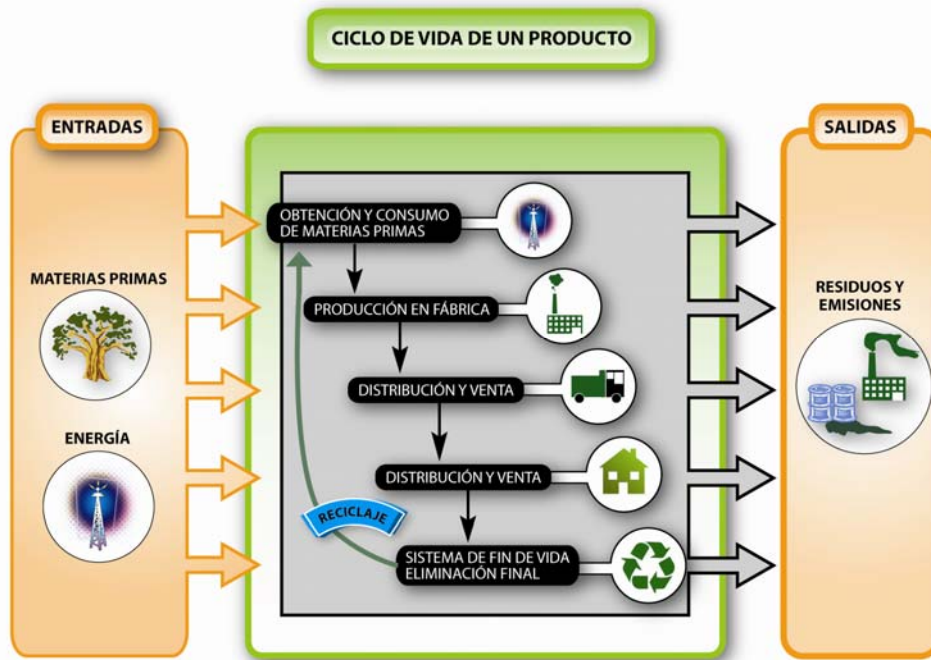 CICLO DE VIDA DE UN PRODUCTO
ENTRADAS
MATERIAS PRIMAS
ENERGÍA
OBTENCIÓN Y CONSUMO
DE MATERIAS PRIMAS
PRODUCCIÓN EN FÁBRICA
DISTRIBUCIÓN Y VENTA
DISTRIBUCIÓN Y VENTA
RECICLAJE
SISTEMA DE FIN DE VIDA
ELIMINACIÓN FINAL
SALIDAS
RESIDUOS Y
EMISIONES